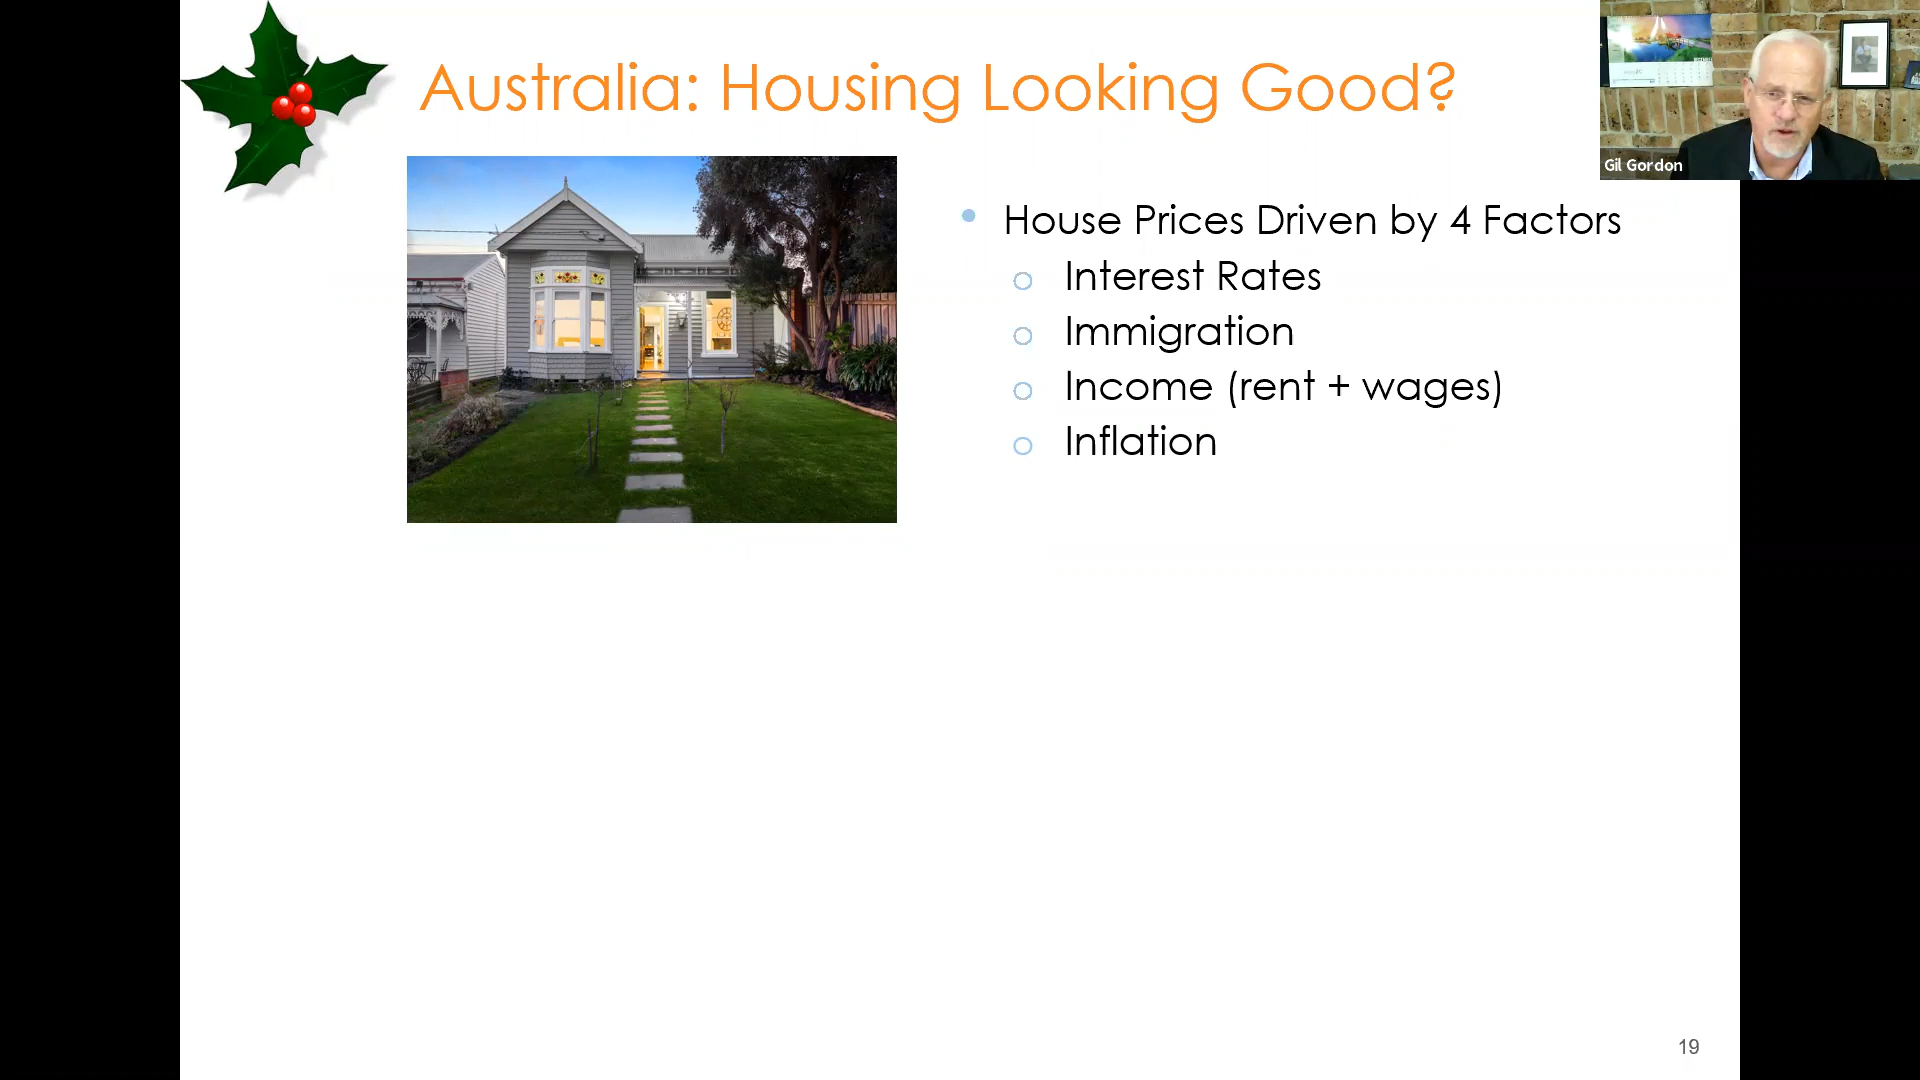 Australia: Housing Looking Good?
Gil Gordon
• House Prices Driven by 4 Factors
o Interest Rates
o Immigration
o Income (rent + wages)
o Inflation
19